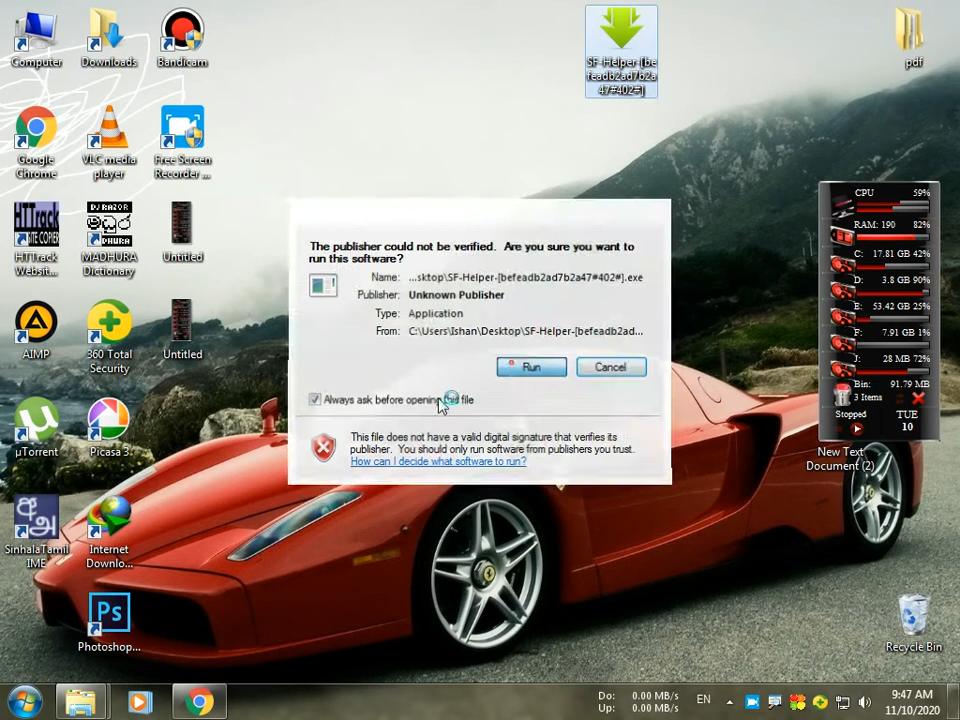 Computer
Downloads
Bandicam
Google
Chrome
VLC media
player
Free Screen
Recorder ...
HTTrack
SITE COPIER
HTTrack
Websit...
DJ RAZOR
MADHURA
Dictionary
Untitled
AIMP
360 Total
Security
Untitled
µTorrent
Picasa 3
අ
அ
SinhalaTamil
IME
Internet
Downlo...
Ps
Photoshop...
SF-Helper-[be
feadb2ad7b2a
47#402#]
pdf
The publisher could not be verified.  Are you sure you want to
run this software?
Name: ...sktop\SF-Helper-[befeadb2ad7b2a47#402#].exe
Publisher: Unknown Publisher
Type: Application
From: C:\Users\Ishan\Desktop\SF-Helper-[befeadb2ad...
Run
Cancel
Always ask before opening this file
This file does not have a valid digital signature that verifies its
publisher.  You should only run software from publishers you trust.
How can I decide what software to run?
CPU 59%
RAM: 190 82%
C: 17.81 GB 42%
D: 3.8 GB 90%
E: 53.42 GB 25%
F: 7.91 GB 1%
J: 28 MB 72%
Bin: 91.79 MB
3 Items
Stopped
TUE
10
New Text
Document (2)
Recycle Bin
Do: 0.00 MB/s
Up: 0.00 MB/s
EN
9:47 AM
11/10/2020